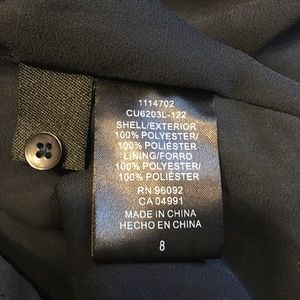 1114702
CU6203L-122
SHELL/EXTERIOR
100% POLYESTER/
100% POLIÉSTER
LINING/FORRO
100% POLYESTER/
100% POLIÉSTER
RN 96092
CA 04991
MADE IN CHINA
HECHO EN CHINA
8